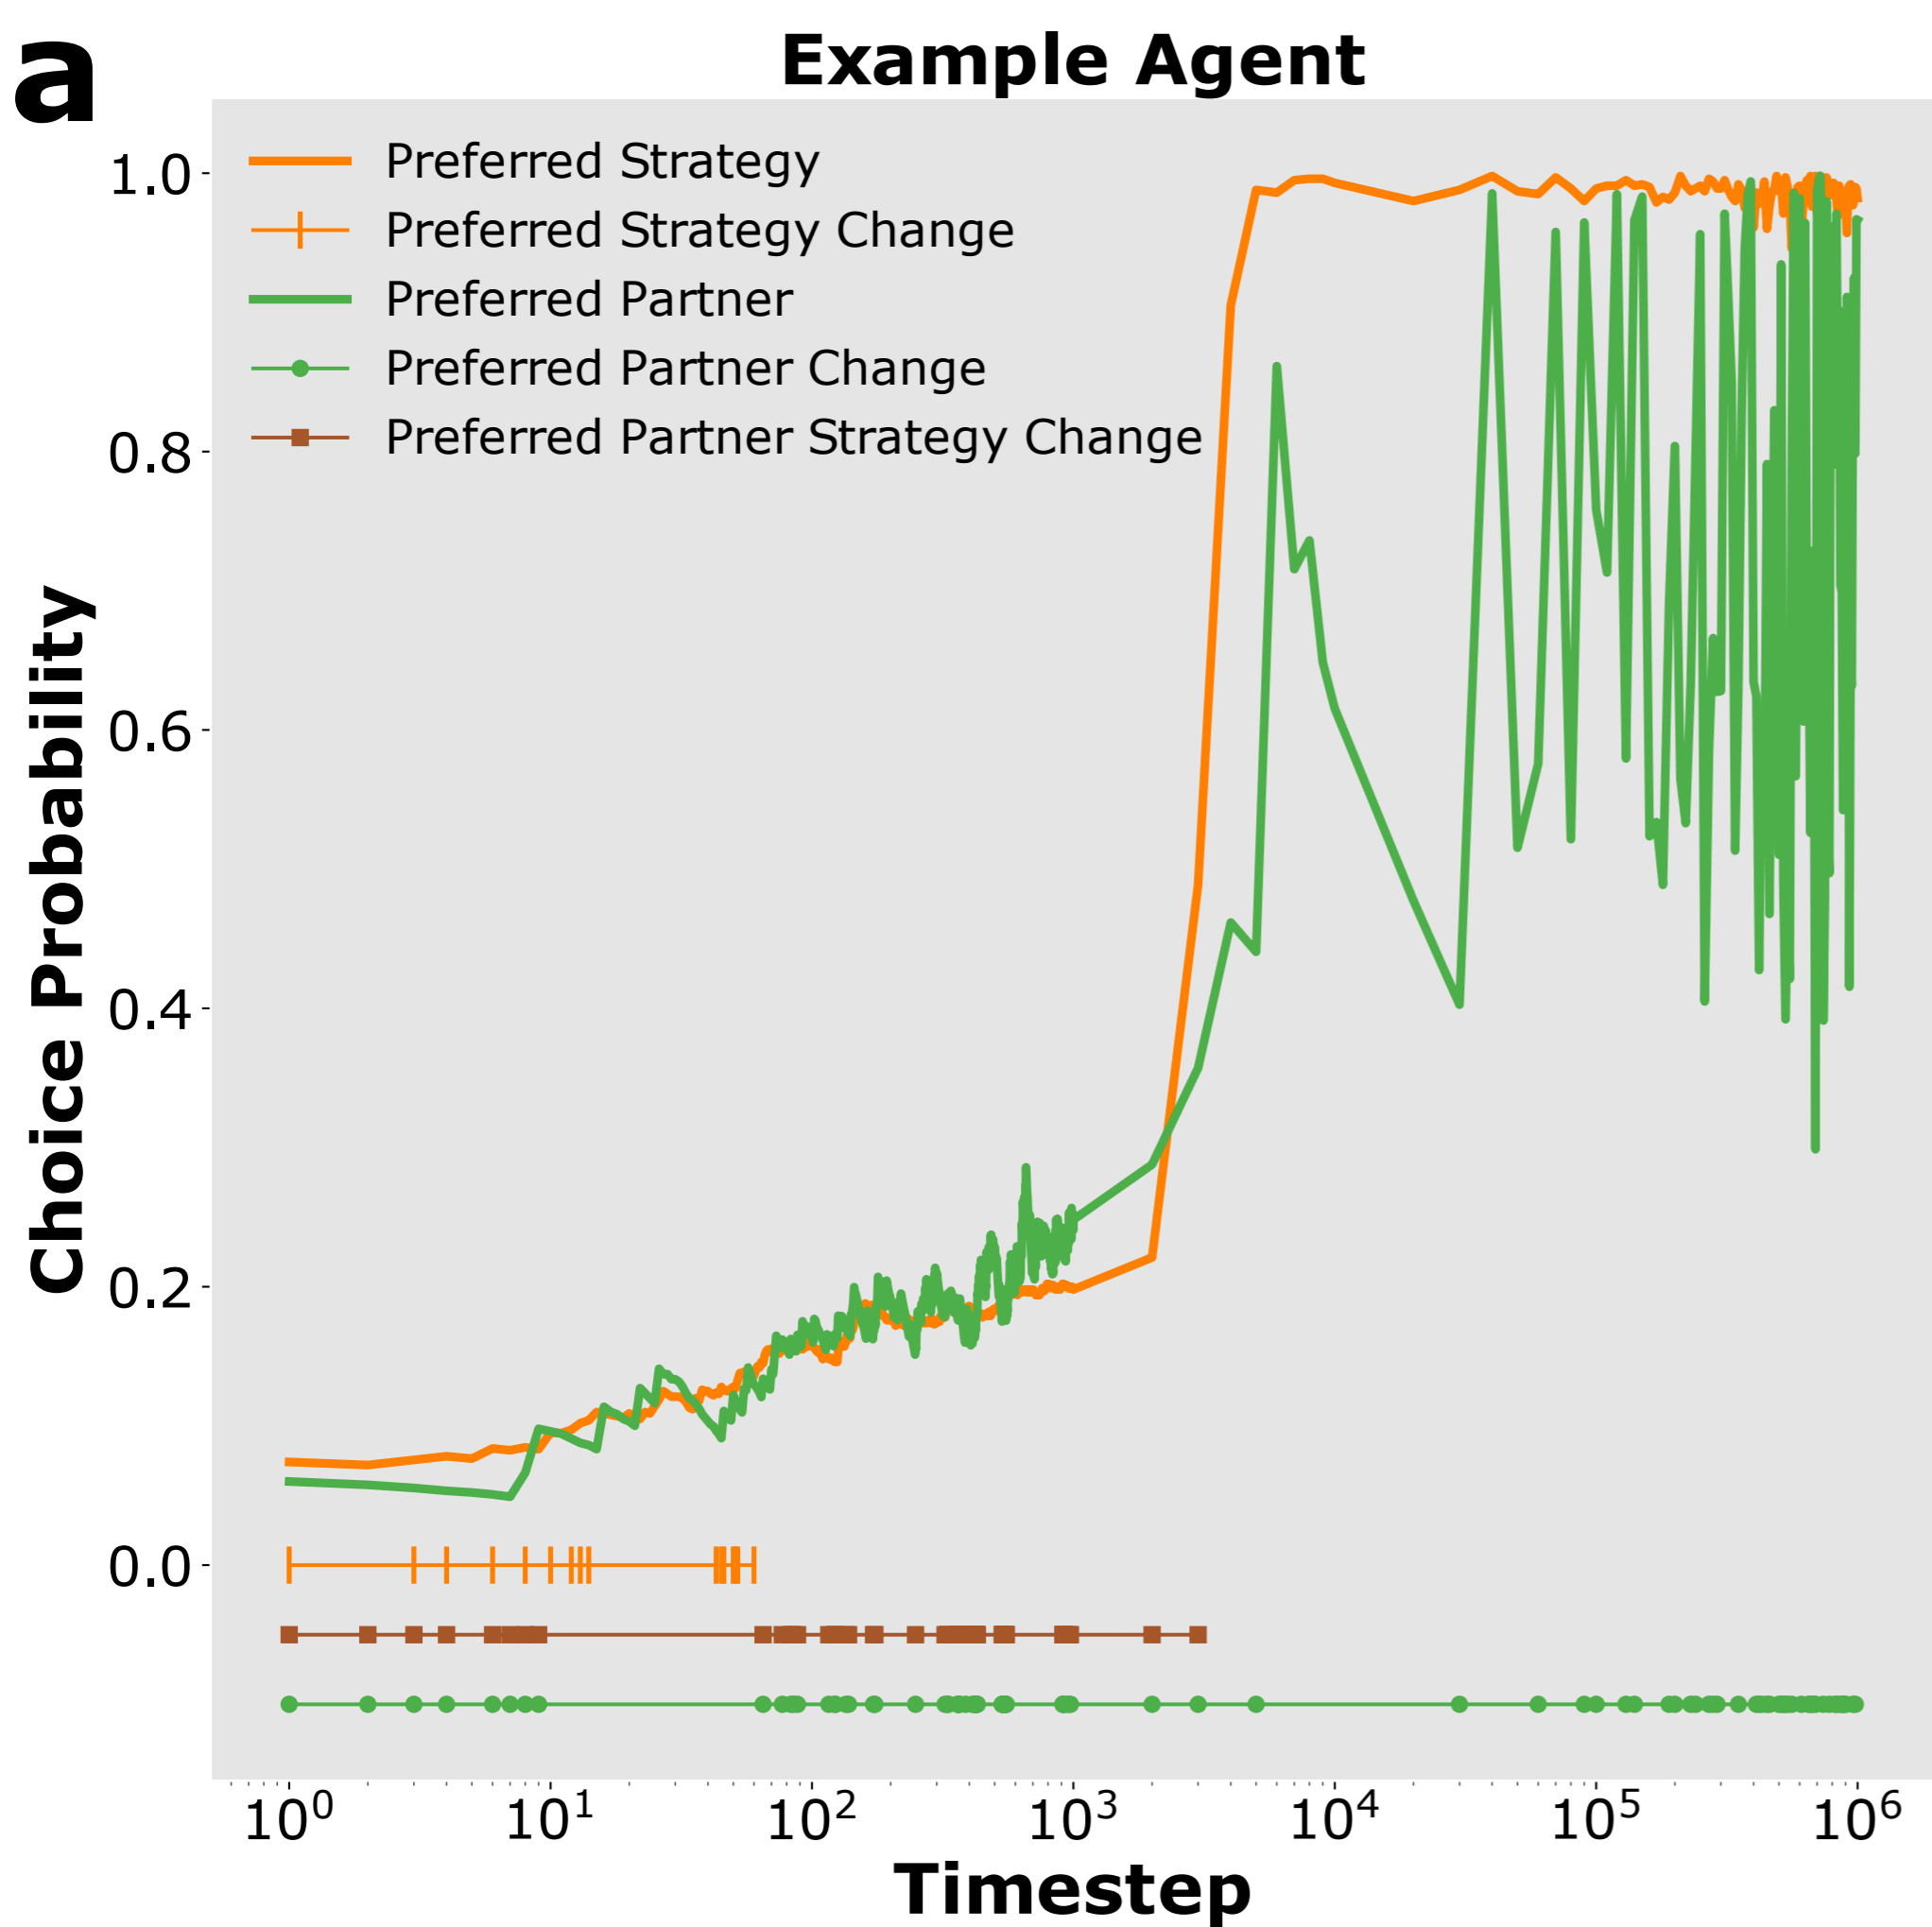 a
Example Agent
Preferred Strategy
Preferred Strategy Change
Preferred Partner
Preferred Partner Change
Preferred Partner Strategy Change
1.0
0.8
0.6
0.4
0.2
0.0
Choice Probability
10⁰ 10¹ 10² 10³ 10⁴ 10⁵ 10⁶
Timestep